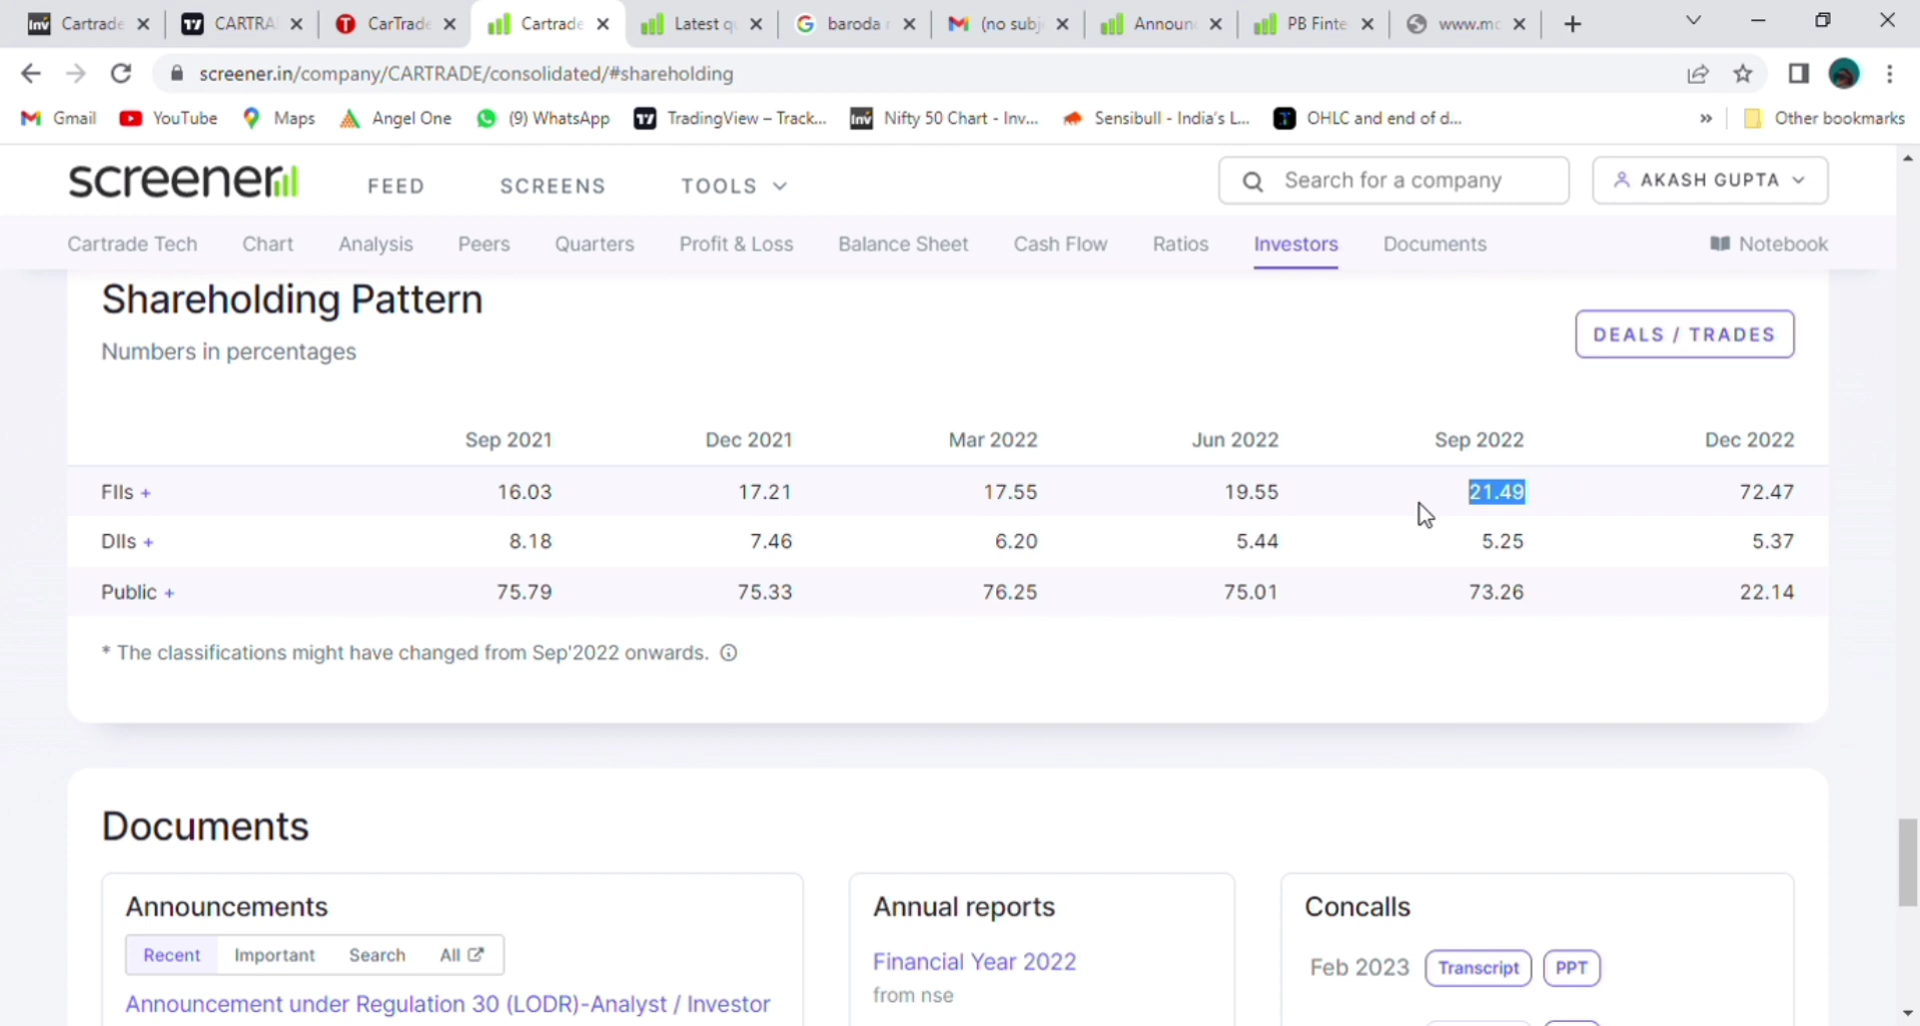 Cartrade CARTRA CarTrade Cartrade Latest q baroda (no subj Announ PB Finte www.mc
screener.in/company/CARTRADE/consolidated/#shareholding
Gmail YouTube Maps Angel One (9) WhatsApp TradingView – Track... Nifty 50 Chart - Inv... Sensibull - India's L... OHLC and end of d... » Other bookmarks
screener FEED SCREENS TOOLS Search for a company AKASH GUPTA
Cartrade Tech Chart Analysis Peers Quarters Profit & Loss Balance Sheet Cash Flow Ratios Investors Documents Notebook
Shareholding Pattern
DEALS / TRADES
Numbers in percentages
Sep 2021 Dec 2021 Mar 2022 Jun 2022 Sep 2022 Dec 2022
FIIs + 16.03 17.21 17.55 19.55 21.49 72.47
DIIs + 8.18 7.46 6.20 5.44 5.25 5.37
Public + 75.79 75.33 76.25 75.01 73.26 22.14
* The classifications might have changed from Sep'2022 onwards.
Documents
Announcements Annual reports Concalls
Recent Important Search All
Financial Year 2022
Feb 2023 Transcript PPT
from nse
Announcement under Regulation 30 (LODR)-Analyst / Investor